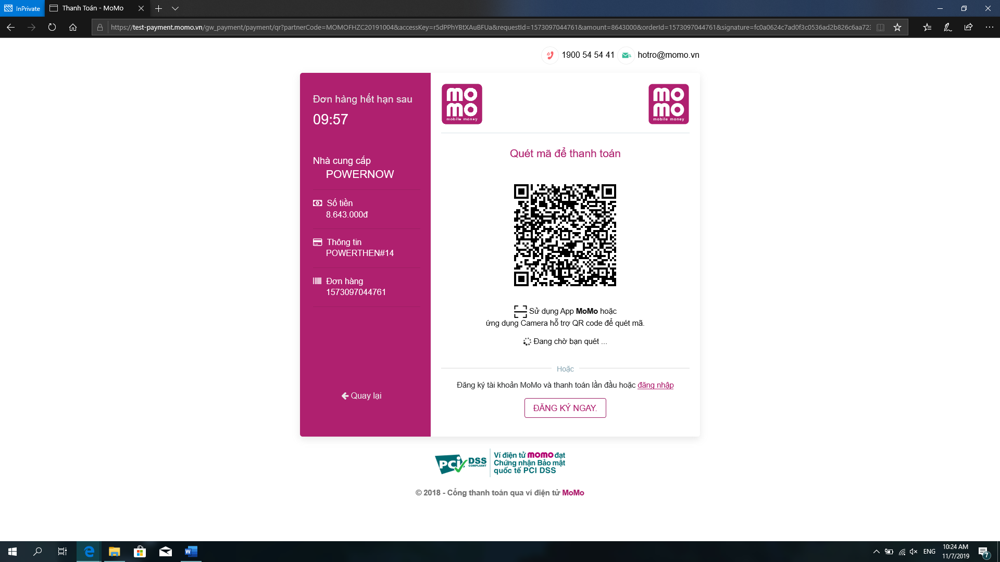 InPrivate
Thanh Toán - MoMo
https://test-payment.momo.vn/gw_payment/payment/qr?partnerCode=MOMOFHZC20191004&accessKey=r5dPPhYBtXAuBFUa&requestId=1573097044761&amount=8643000&orderId=1573097044761&signature=fc0a0624c7ad0f3c0536ad2b826c6aa723
1900 54 54 41
hotro@momo.vn
Đơn hàng hết hạn sau
09:57
Nhà cung cấp
POWERNOW
Số tiền
8.643.000đ
Thông tin
POWERTHEN#14
Đơn hàng
1573097044761
Quay lại
mo
mo
mobile money
mo
mo
mobile money
Quét mã để thanh toán
Sử dụng App MoMo hoặc
ứng dụng Camera hỗ trợ QR code để quét mã.
Đang chờ bạn quét ...
Hoặc
Đăng ký tài khoản MoMo và thanh toán lần đầu hoặc đăng nhập
ĐĂNG KÝ NGAY.
PCI DSS
COMPLIANT
Ví điện tử momo đạt
Chứng nhận Bảo mật
quốc tế PCI DSS
© 2018 - Cổng thanh toán qua ví điện tử MoMo
ENG
10:24 AM
11/7/2019
7